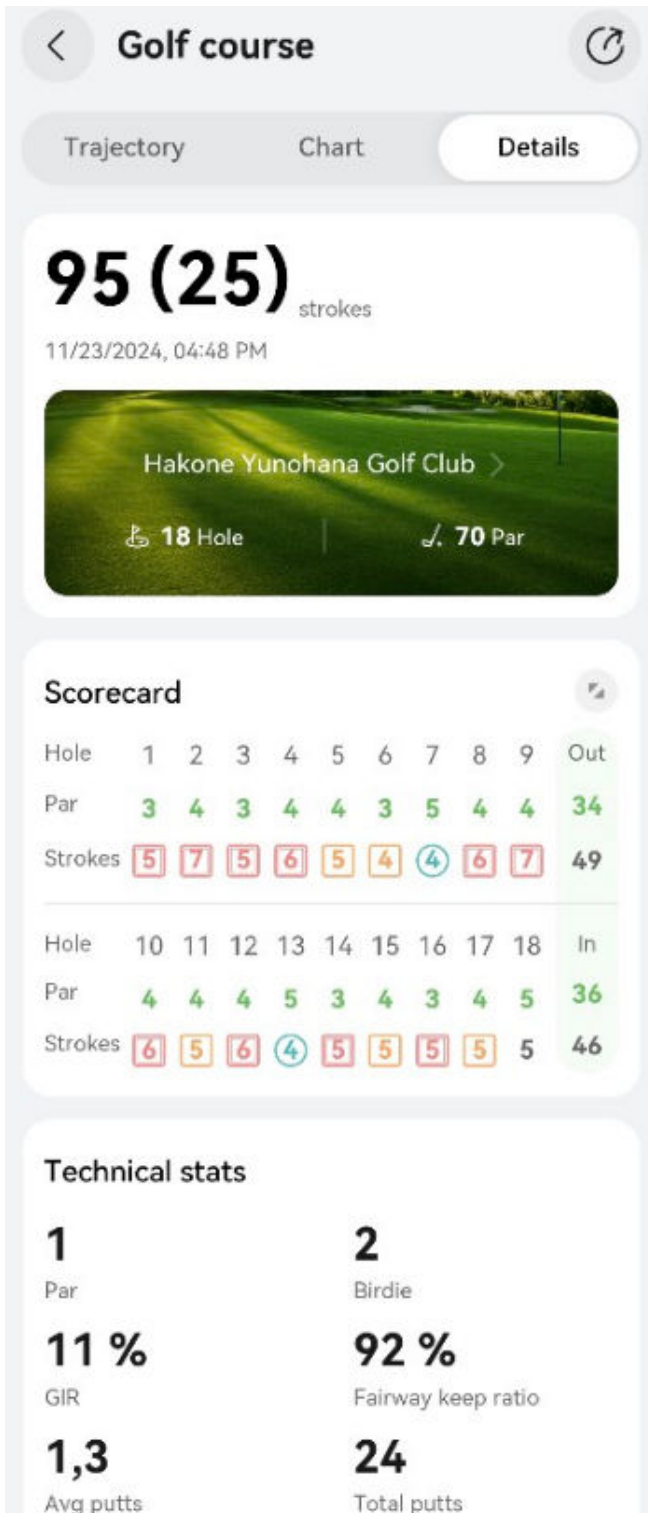 Golf course
Trajectory Chart Details
95 (25) strokes
11/23/2024, 04:48 PM
Hakone Yunohana Golf Club
18 Hole 70 Par
Scorecard
Hole 1 2 3 4 5 6 7 8 9 Out
Par 3 4 3 4 4 3 5 4 4 34
Strokes 5 7 5 6 5 4 4 6 7 49
Hole 10 11 12 13 14 15 16 17 18 In
Par 4 4 4 5 3 4 3 4 5 36
Strokes 6 5 6 4 5 5 5 5 5 46
Technical stats
1 2
Par Birdie
11 % 92 %
GIR Fairway keep ratio
1,3 24
Avg putts Total putts